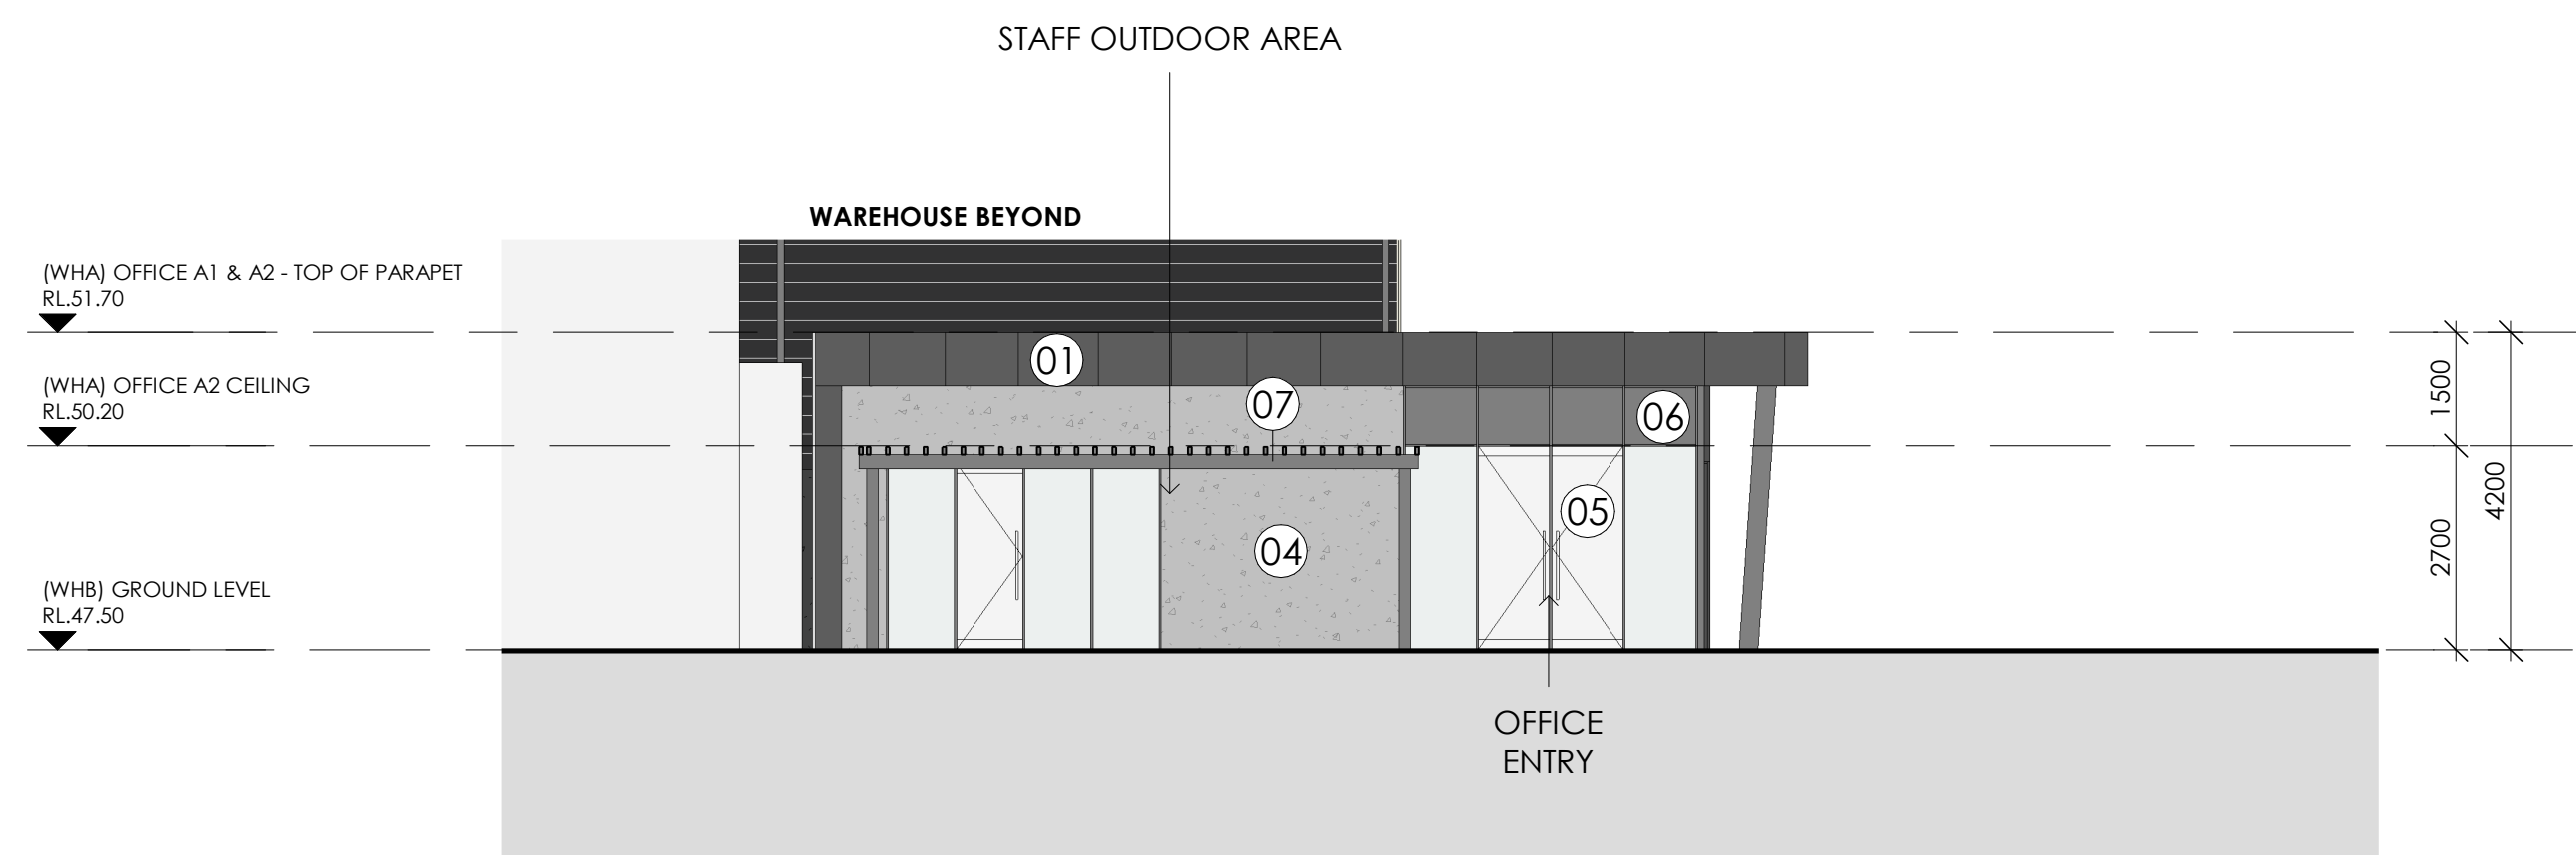 STAFF OUTDOOR AREA
WAREHOUSE BEYOND
(WHA) OFFICE A1 & A2 - TOP OF PARAPET
RL.51.70
01
(WHA) OFFICE A2 CEILING
RL.50.20
07
06
1500
05
4200
04
2700
(WHB) GROUND LEVEL
RL.47.50
OFFICE
ENTRY